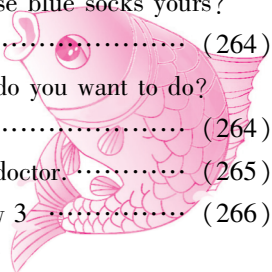 se blue socks yours?
…………………… (264)
do you want to do?
…………………… (264)
doctor. ………… (265)
3 …………… (266)